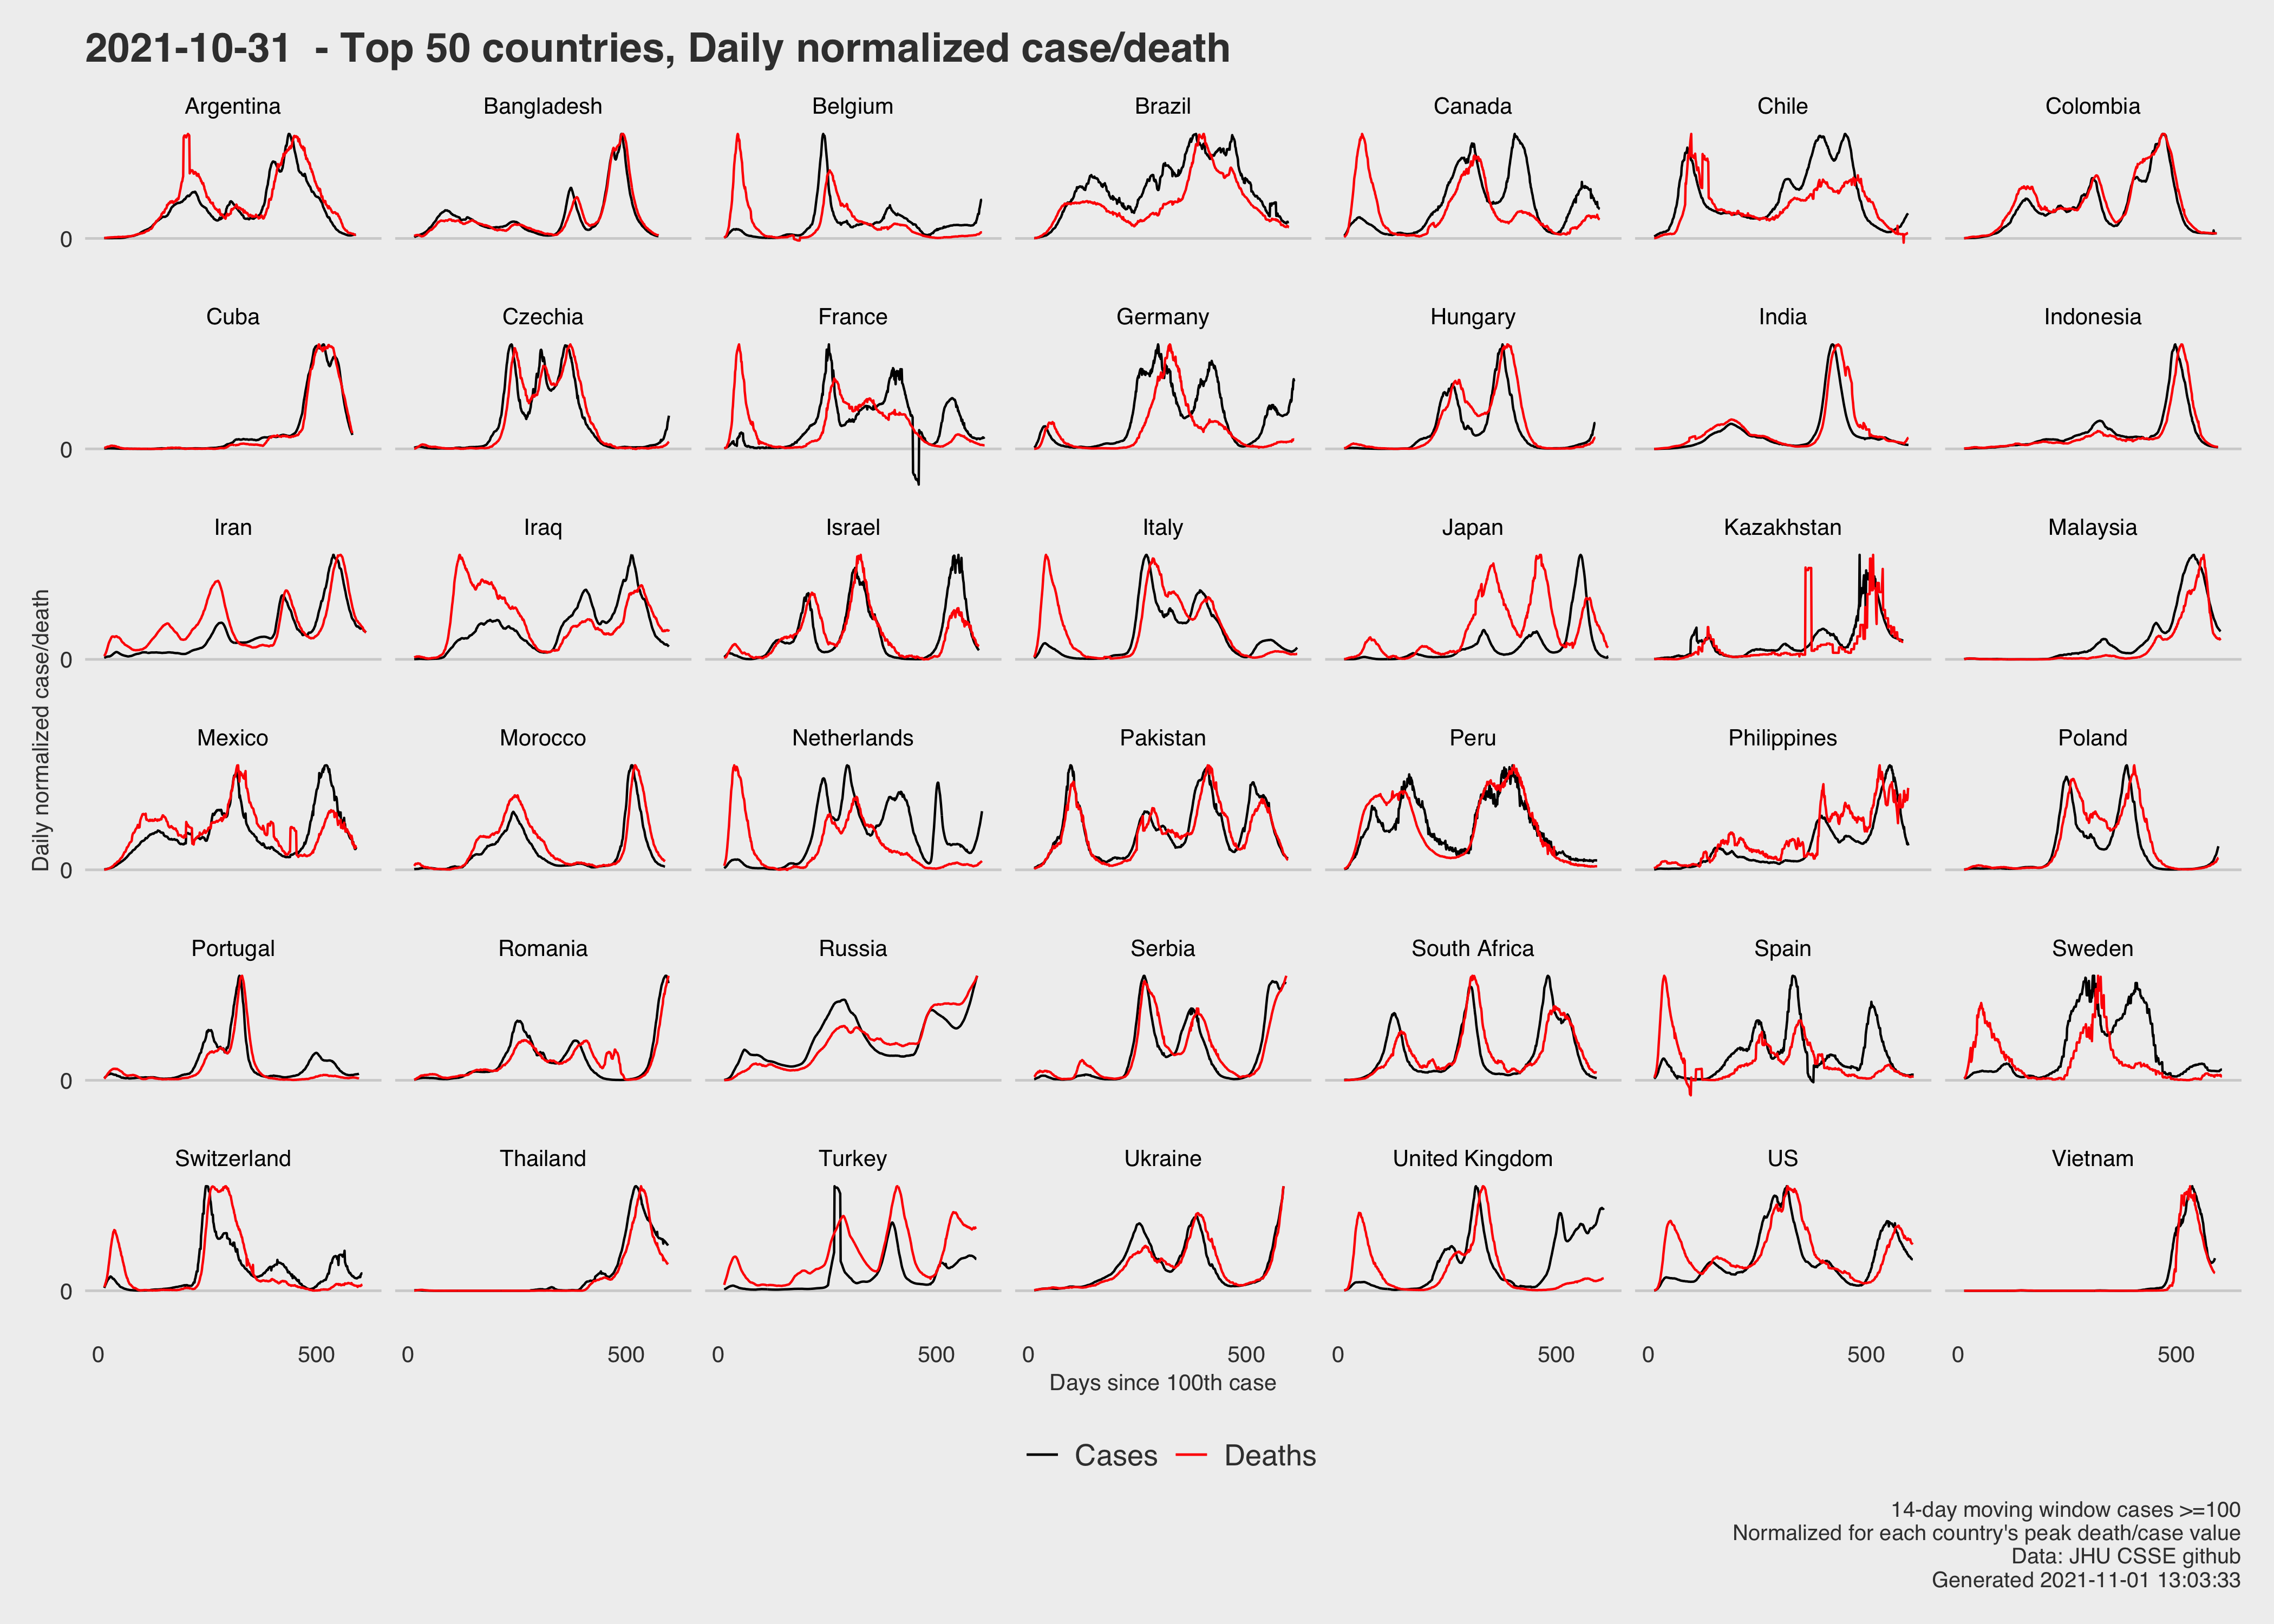 2021-10-31  - Top 50 countries, Daily normalized case/death
Argentina Bangladesh Belgium Brazil Canada Chile Colombia
0
Cuba Czechia France Germany Hungary India Indonesia
0
Iran Iraq Israel Italy Japan Kazakhstan Malaysia
0
Daily normalized case/death
Mexico Morocco Netherlands Pakistan Peru Philippines Poland
0
Portugal Romania Russia Serbia South Africa Spain Sweden
0
Switzerland Thailand Turkey Ukraine United Kingdom US Vietnam
0
0 500 0 500 0 500 0 500 0 500 0 500 0 500
Days since 100th case
Cases Deaths
14-day moving window cases >=100
Normalized for each country's peak death/case value
Data: JHU CSSE github
Generated 2021-11-01 13:03:33